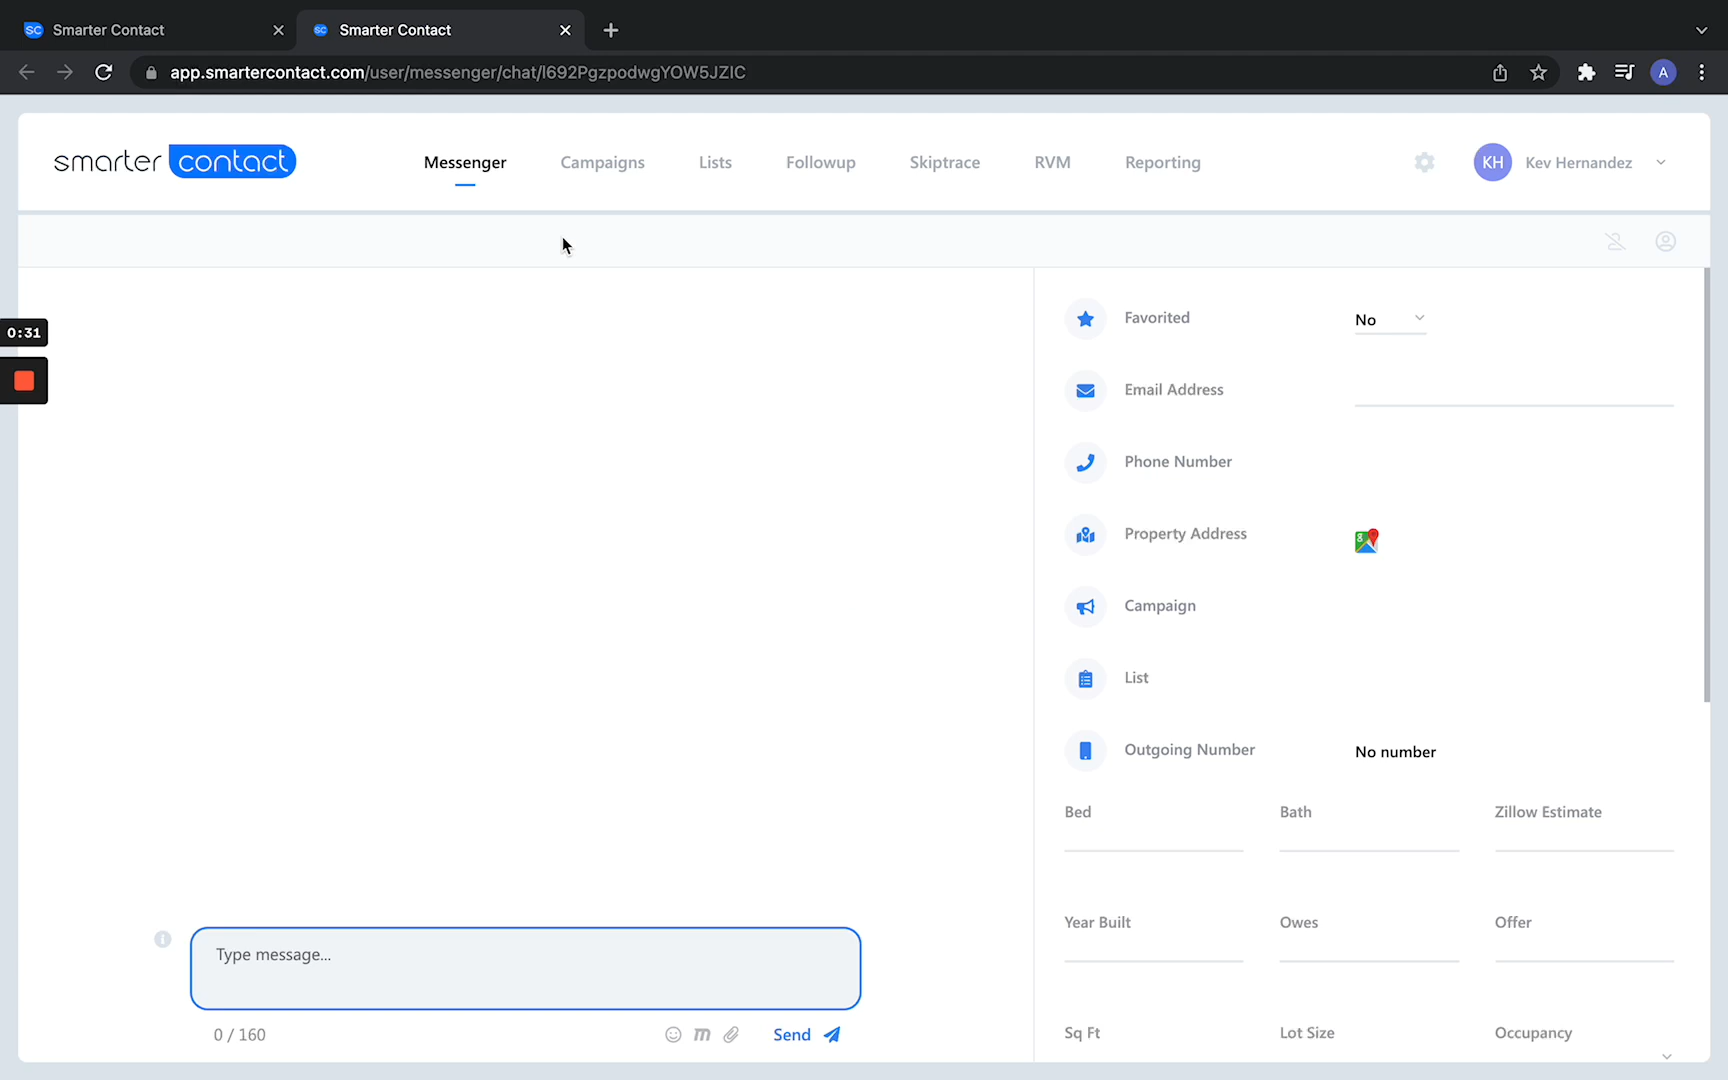 Smarter Contact
Smarter Contact
app.smartercontact.com/user/messenger/chat/l692PgzpodwgYOW5JZIC
A
smarter contact
Messenger
Campaigns
Lists
Followup
Skiptrace
RVM
Reporting
KH
Kev Hernandez
0:31
Favorited
No
Email Address
Phone Number
Property Address
Campaign
List
Outgoing Number
No number
Bed
Bath
Zillow Estimate
Year Built
Owes
Offer
Sq Ft
Lot Size
Occupancy
Type message...
0 / 160
m
Send